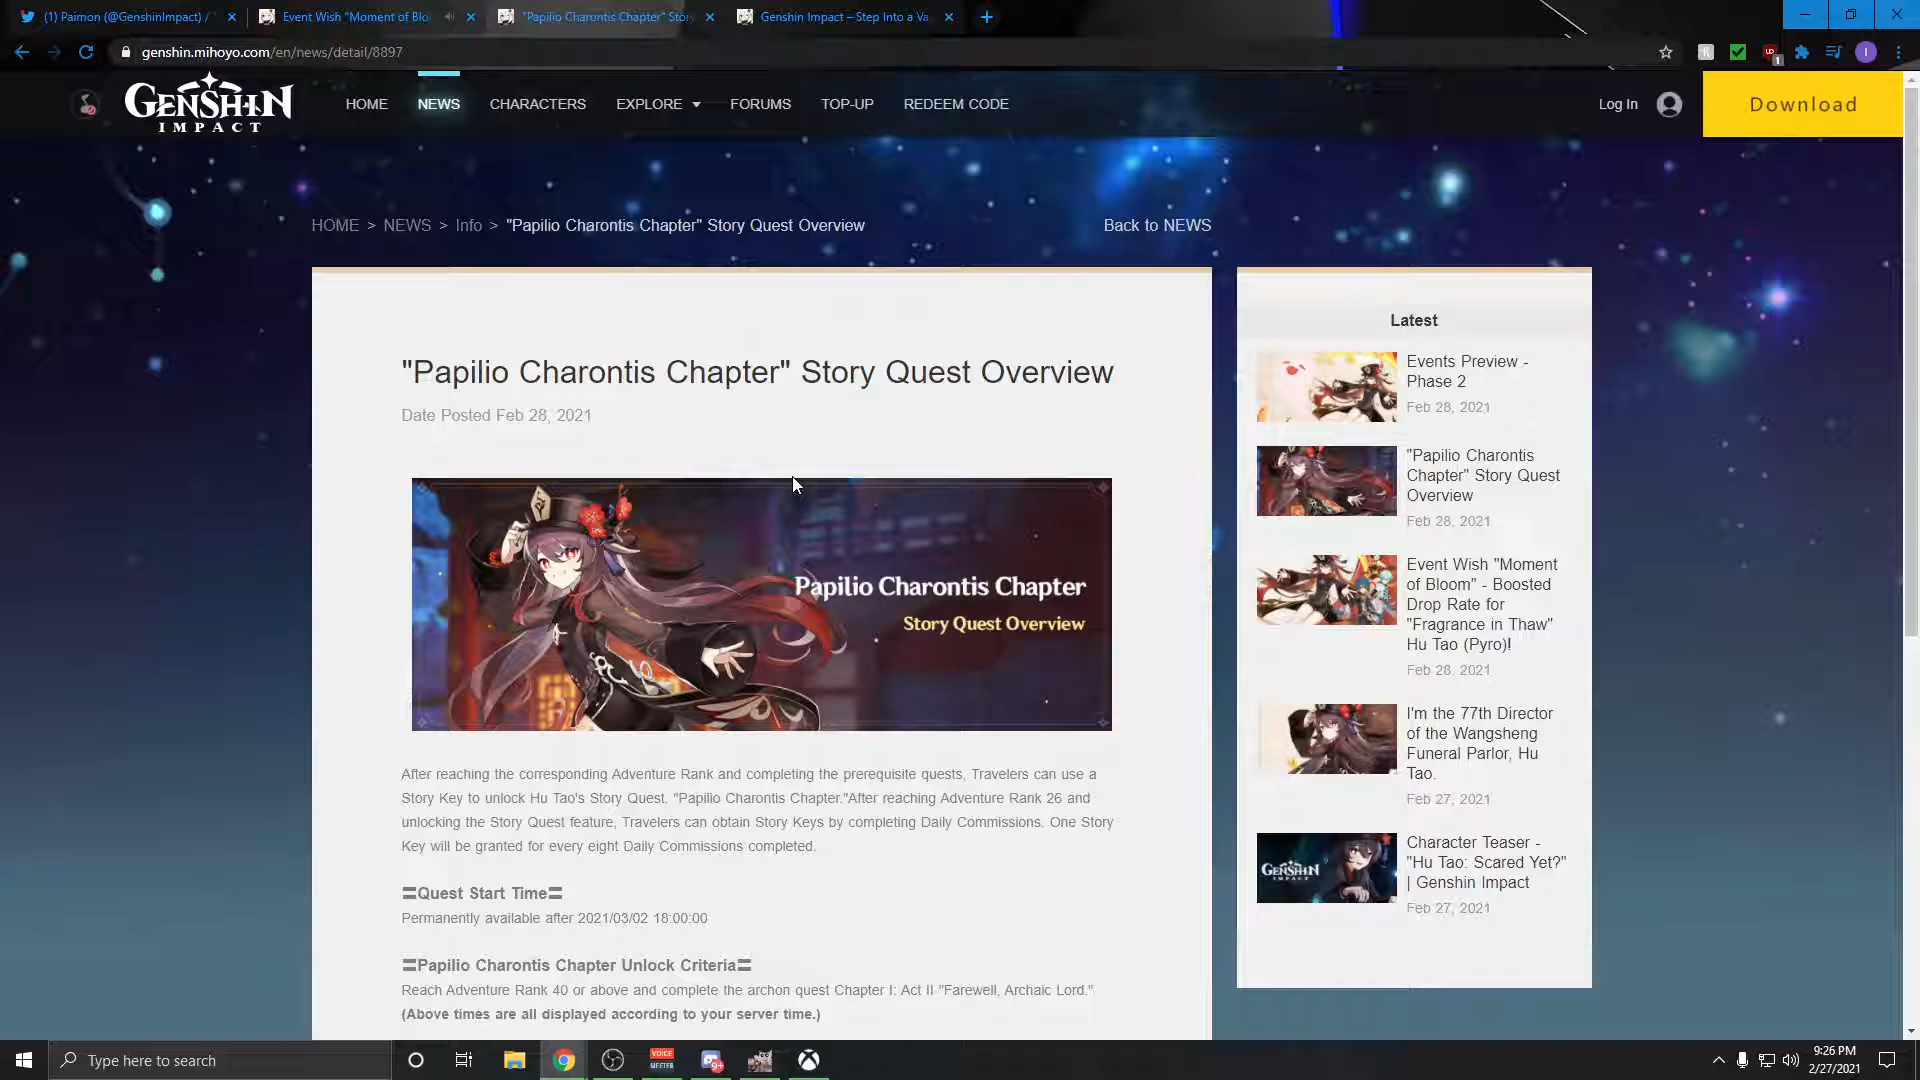 (1) Paimon (@GenshinImpact) /
Event Wish "Moment of Blo
"Papilio Charontis Chapter" Stor
Genshin Impact – Step Into a Va
genshin.mihoyo.com/en/news/detail/8897
GENSHIN
IMPACT
HOME
NEWS
CHARACTERS
EXPLORE
FORUMS
TOP-UP
REDEEM CODE
Log In
Download
HOME > NEWS > Info > "Papilio Charontis Chapter" Story Quest Overview
Back to NEWS
"Papilio Charontis Chapter" Story Quest Overview
Date Posted Feb 28, 2021
Papilio Charontis Chapter
Story Quest Overview
After reaching the corresponding Adventure Rank and completing the prerequisite quests, Travelers can use a
Story Key to unlock Hu Tao's Story Quest, "Papilio Charontis Chapter."After reaching Adventure Rank 26 and
unlocking the Story Quest feature, Travelers can obtain Story Keys by completing Daily Commissions. One Story
Key will be granted for every eight Daily Commissions completed.
〓Quest Start Time〓
Permanently available after 2021/03/02 18:00:00
〓Papilio Charontis Chapter Unlock Criteria〓
Reach Adventure Rank 40 or above and complete the archon quest Chapter I: Act II "Farewell, Archaic Lord."
(Above times are all displayed according to your server time.)
Latest
Events Preview -
Phase 2
Feb 28, 2021
"Papilio Charontis
Chapter" Story Quest
Overview
Feb 28, 2021
Event Wish "Moment
of Bloom" - Boosted
Drop Rate for
"Fragrance in Thaw"
Hu Tao (Pyro)!
Feb 28, 2021
I'm the 77th Director
of the Wangsheng
Funeral Parlor, Hu
Tao.
Feb 27, 2021
GENSHIN
IMPACT
Character Teaser -
"Hu Tao: Scared Yet?"
| Genshin Impact
Feb 27, 2021
Type here to search
VOICE
MEETER
9+
9:26 PM
2/27/2021